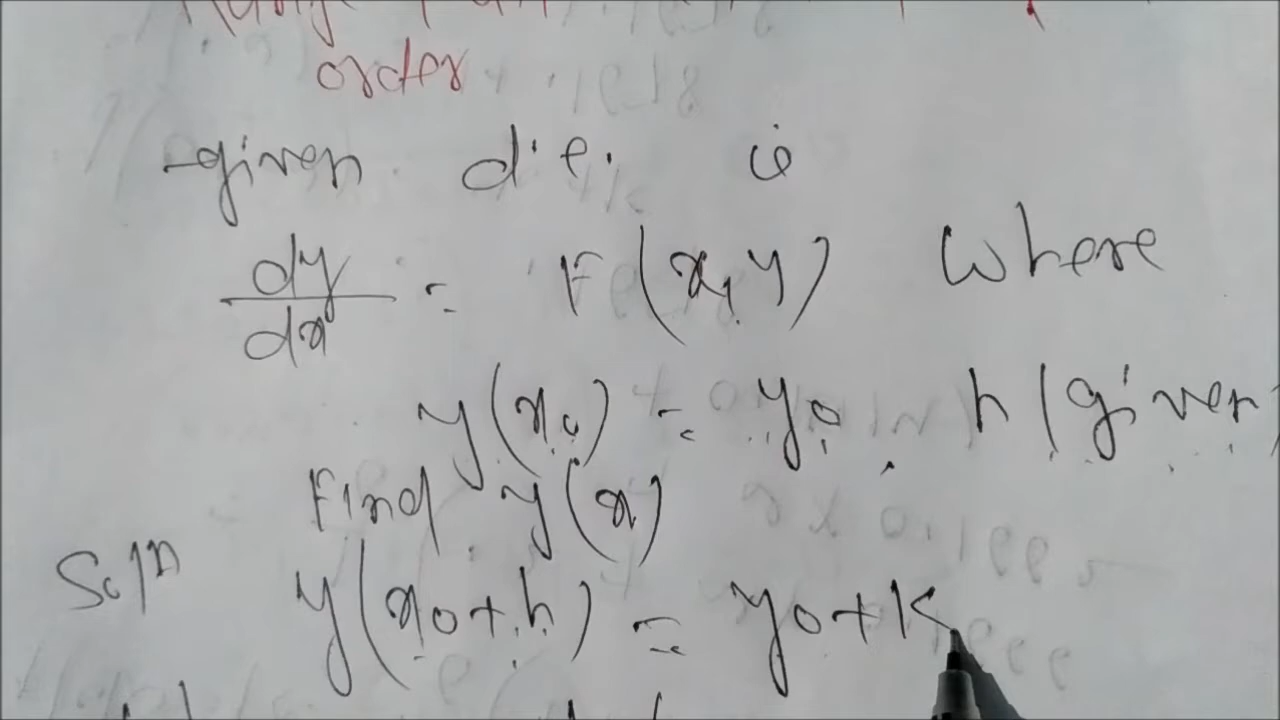 order
given d.e. is
dy/dx = F(x, y) where
y(x0) = y0 h (given)
Find y(x)
Soln y(x0+h) = y0+k